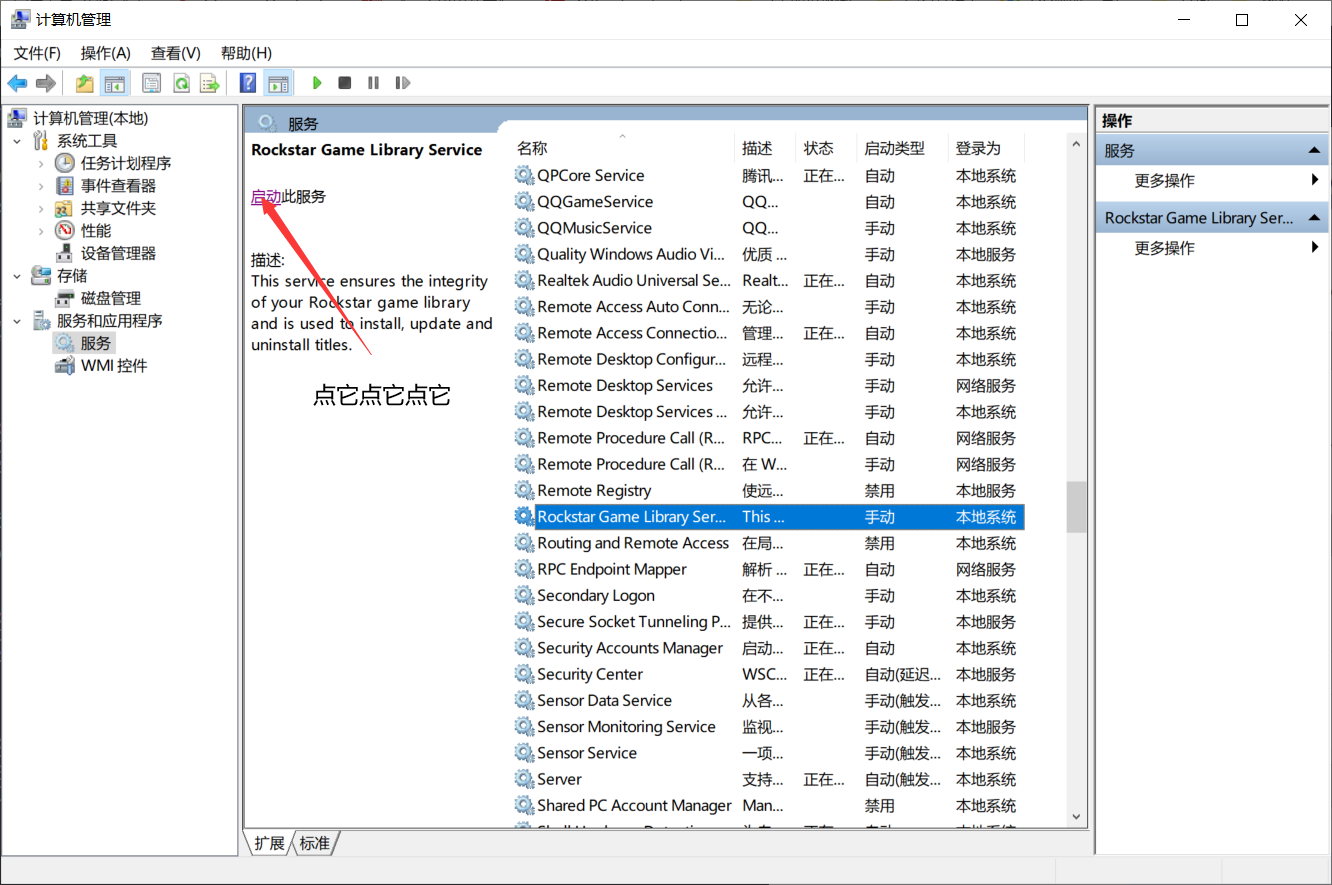 计算机管理
文件(F) 操作(A) 查看(V) 帮助(H)
计算机管理(本地)
系统工具
任务计划程序
事件查看器
共享文件夹
性能
设备管理器
存储
磁盘管理
服务和应用程序
服务
WMI 控件
服务
Rockstar Game Library Service
启动此服务
描述:
This service ensures the integrity
of your Rockstar game library
and is used to install, update and
uninstall titles.
点它点它点它
名称 描述 状态 启动类型 登录为
QPCore Service 腾讯... 正在... 自动 本地系统
QQGameService QQ... 自动 本地系统
QQMusicService QQ... 手动 本地系统
Quality Windows Audio Vi... 优质 ... 手动 本地服务
Realtek Audio Universal Se... Realt... 正在... 自动 本地系统
Remote Access Auto Conn... 无论... 手动 本地系统
Remote Access Connectio... 管理... 正在... 自动 本地系统
Remote Desktop Configur... 远程... 手动 本地系统
Remote Desktop Services 允许... 手动 网络服务
Remote Desktop Services ... 允许... 手动 本地系统
Remote Procedure Call (R... RPC... 正在... 自动 网络服务
Remote Procedure Call (R... 在 W... 手动 网络服务
Remote Registry 使远... 禁用 本地服务
Rockstar Game Library Ser... This ... 手动 本地系统
Routing and Remote Access 在局... 禁用 本地系统
RPC Endpoint Mapper 解析 ... 正在... 自动 网络服务
Secondary Logon 在不... 手动 本地系统
Secure Socket Tunneling P... 提供... 正在... 手动 本地服务
Security Accounts Manager 启动... 正在... 自动 本地系统
Security Center WSC... 正在... 自动(延迟... 本地服务
Sensor Data Service 从各... 手动(触发... 本地系统
Sensor Monitoring Service 监视... 手动(触发... 本地服务
Sensor Service 一项... 手动(触发... 本地系统
Server 支持... 正在... 自动(触发... 本地系统
Shared PC Account Manager Man... 禁用 本地系统
扩展 标准
操作
服务
更多操作
Rockstar Game Library Ser...
更多操作